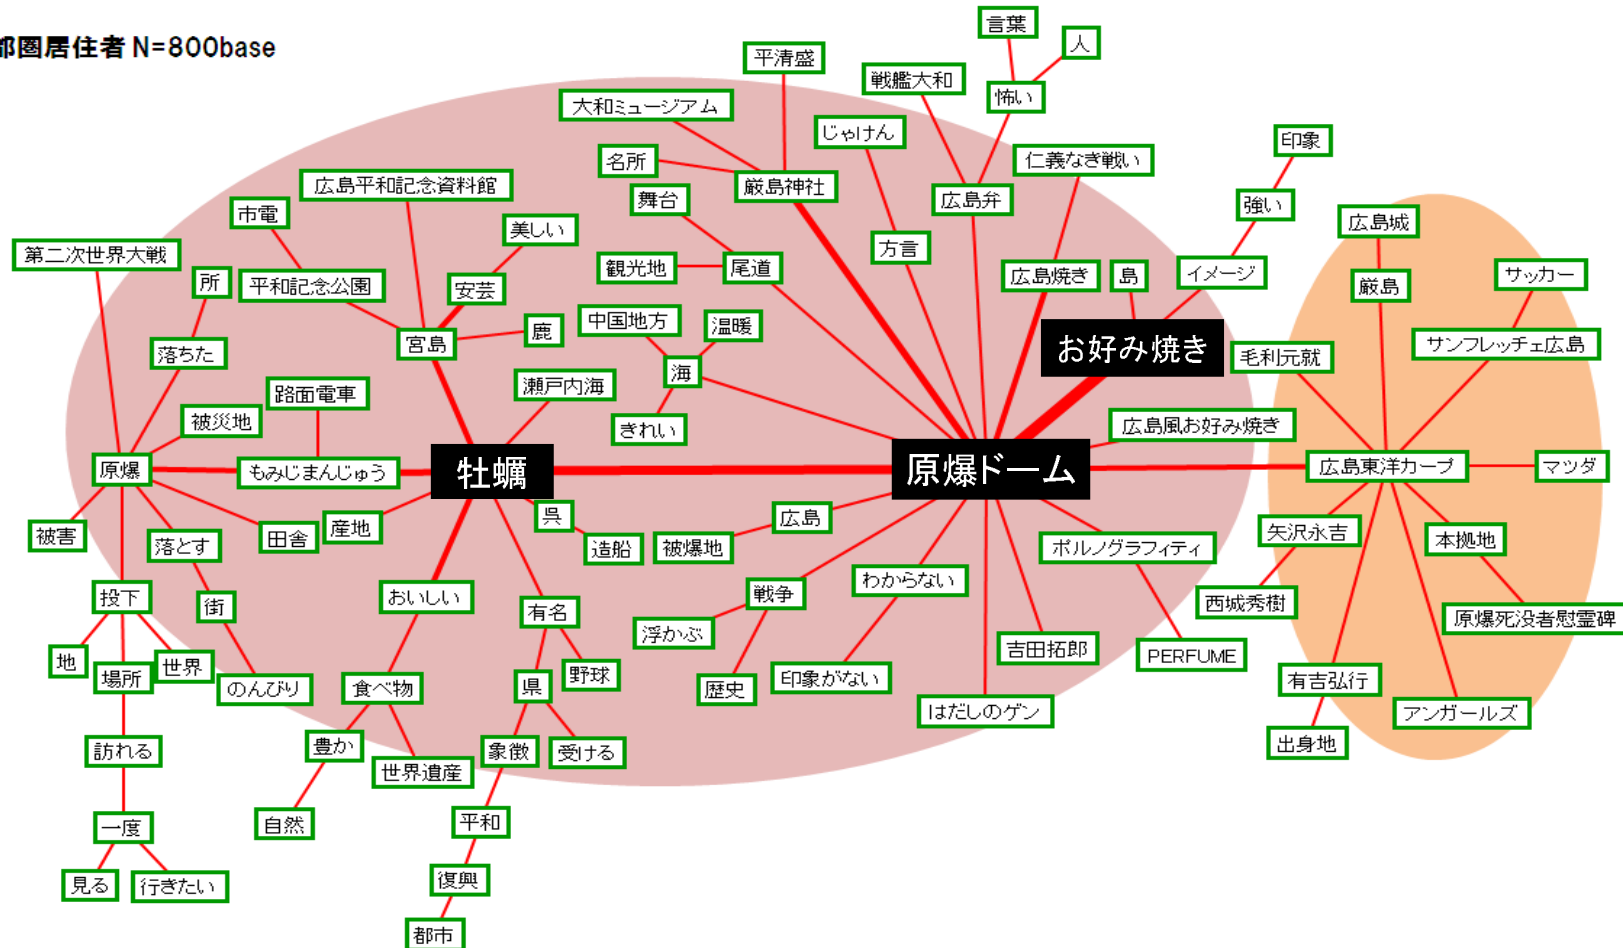 都圏居住者 N=800base
言葉
人
平清盛
戦艦大和
怖い
大和ミュージアム
じゃけん
印象
名所
仁義なき戦い
広島平和記念資料館
厳島神社
舞台
広島弁
強い
市電
美しい
広島城
第二次世界大戦
方言
観光地
尾道
広島焼き
島
イメージ
サッカー
所
平和記念公園
安芸
厳島
中国地方
温暖
鹿
宮島
お好み焼き
サンフレッチェ広島
落ちた
毛利元就
海
瀬戸内海
路面電車
被災地
きれい
広島風お好み焼き
原爆
もみじまんじゅう
牡蠣
原爆ドーム
広島東洋カープ
マツダ
呉
広島
産地
矢沢永吉
被害
田舎
落とす
造船
被爆地
ポルノグラフィティ
本拠地
わからない
戦争
投下
おいしい
街
有名
西城秀樹
原爆死没者慰霊碑
浮かぶ
吉田拓郎
PERFUME
地
世界
場所
野球
印象がない
有吉弘行
のんびり
食べ物
県
歴史
はだしのゲン
アンガールズ
出身地
豊か
訪れる
象徴
受ける
世界遺産
自然
平和
一度
復興
見る
行きたい
都市